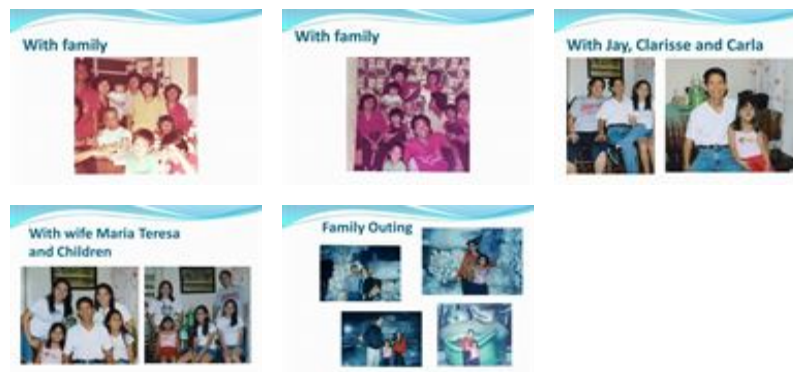 With family
With family
With Jay, Clarisse and Carla
With wife Maria Teresa
and Children
Family Outing